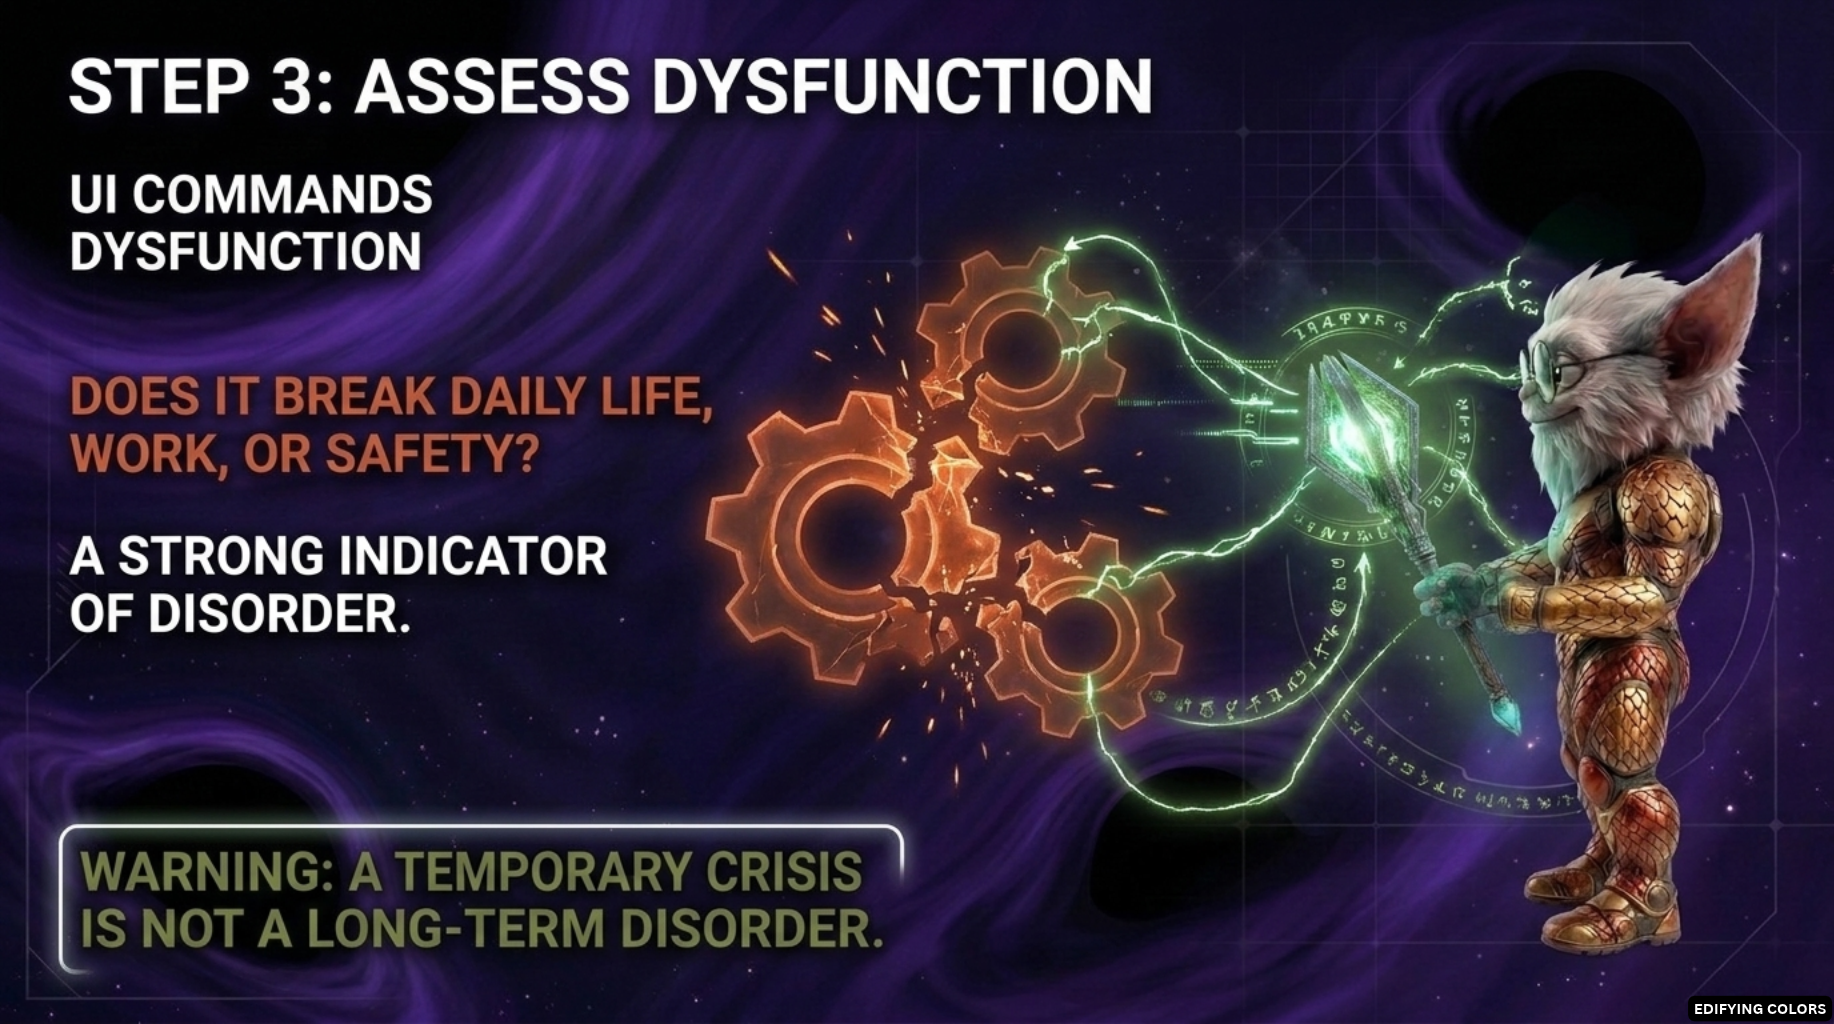 STEP 3: ASSESS DYSFUNCTION
UI COMMANDS
DYSFUNCTION
DOES IT BREAK DAILY LIFE,
WORK, OR SAFETY?
A STRONG INDICATOR
OF DISORDER.
WARNING: A TEMPORARY CRISIS
IS NOT A LONG-TERM DISORDER.
EDIFYING COLORS